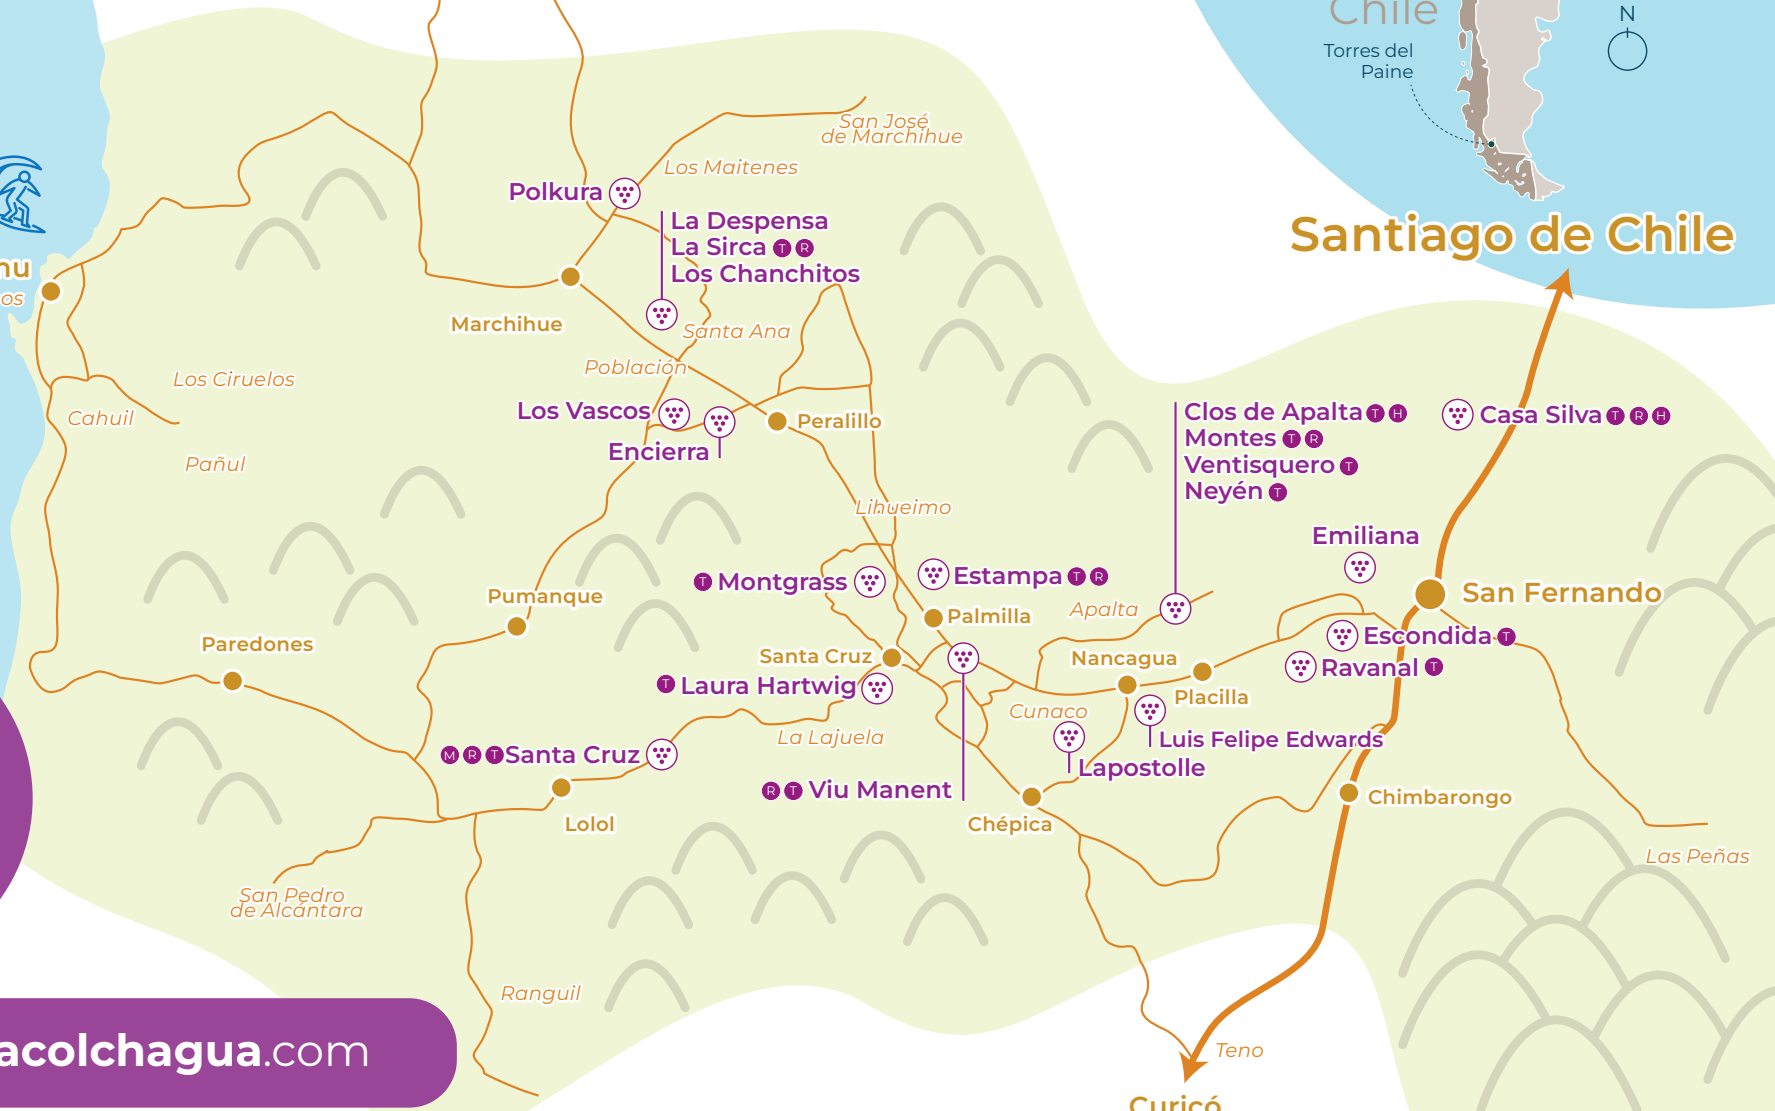 Chile
Torres del
Paine
N
Santiago de Chile
San José
de Marchihue
Los Maitenes
Polkura
La Despensa
La Sirca T R
Los Chanchitos
Marchihue
Santa Ana
Población
Los Ciruelos
Cahuil
Pañul
Los Vascos
Encierra
Peralillo
Clos de Apalta T H
Montes T R
Ventisquero T
Neyén T
Casa Silva T R H
Lihueimo
Emiliana
T Montgrass
Estampa T R
San Fernando
Pumanque
Palmilla
Apalta
Paredones
Santa Cruz
Nancagua
Escondida T
Ravanal T
T Laura Hartwig
Placilla
Cunaco
La Lajuela
Luis Felipe Edwards
M R T Santa Cruz
Lapostolle
R T Viu Manent
Lolol
Chépica
Chimbarongo
Las Peñas
San Pedro
de Alcántara
Ranguil
acolchagua.com
Teno
Curicó
nu
os